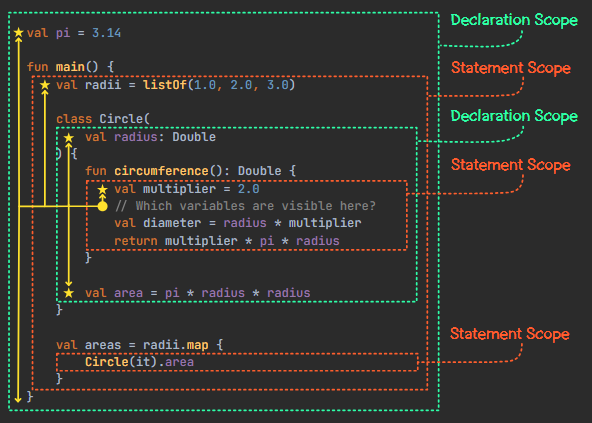 Declaration Scope
val pi = 3.14
fun main() {
Statement Scope
val radii = listOf(1.0, 2.0, 3.0)
class Circle(
Declaration Scope
val radius: Double
) {
fun circumference(): Double {
Statement Scope
val multiplier = 2.0
// Which variables are visible here?
val diameter = radius * multiplier
return multiplier * pi * radius
}
val area = pi * radius * radius
}
Statement Scope
val areas = radii.map {
Circle(it).area
}
}